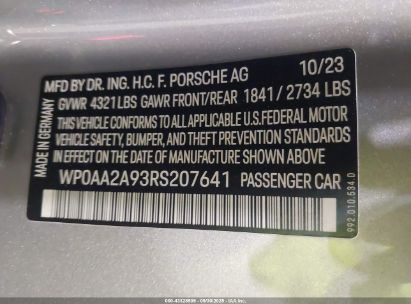 MFD BY DR. ING. H.C. F. PORSCHE AG 10/23
GVWR 4321 LBS GAWR FRONT/REAR 1841 / 2734 LBS
THIS VEHICLE CONFORMS TO ALL APPLICABLE U.S. FEDERAL MOTOR
VEHICLE SAFETY, BUMPER, AND THEFT PREVENTION STANDARDS
IN EFFECT ON THE DATE OF MANUFACTURE SHOWN ABOVE.
WP0AA2A93RS207641 PASSENGER CAR
MADE IN GERMANY
992.010.534.D